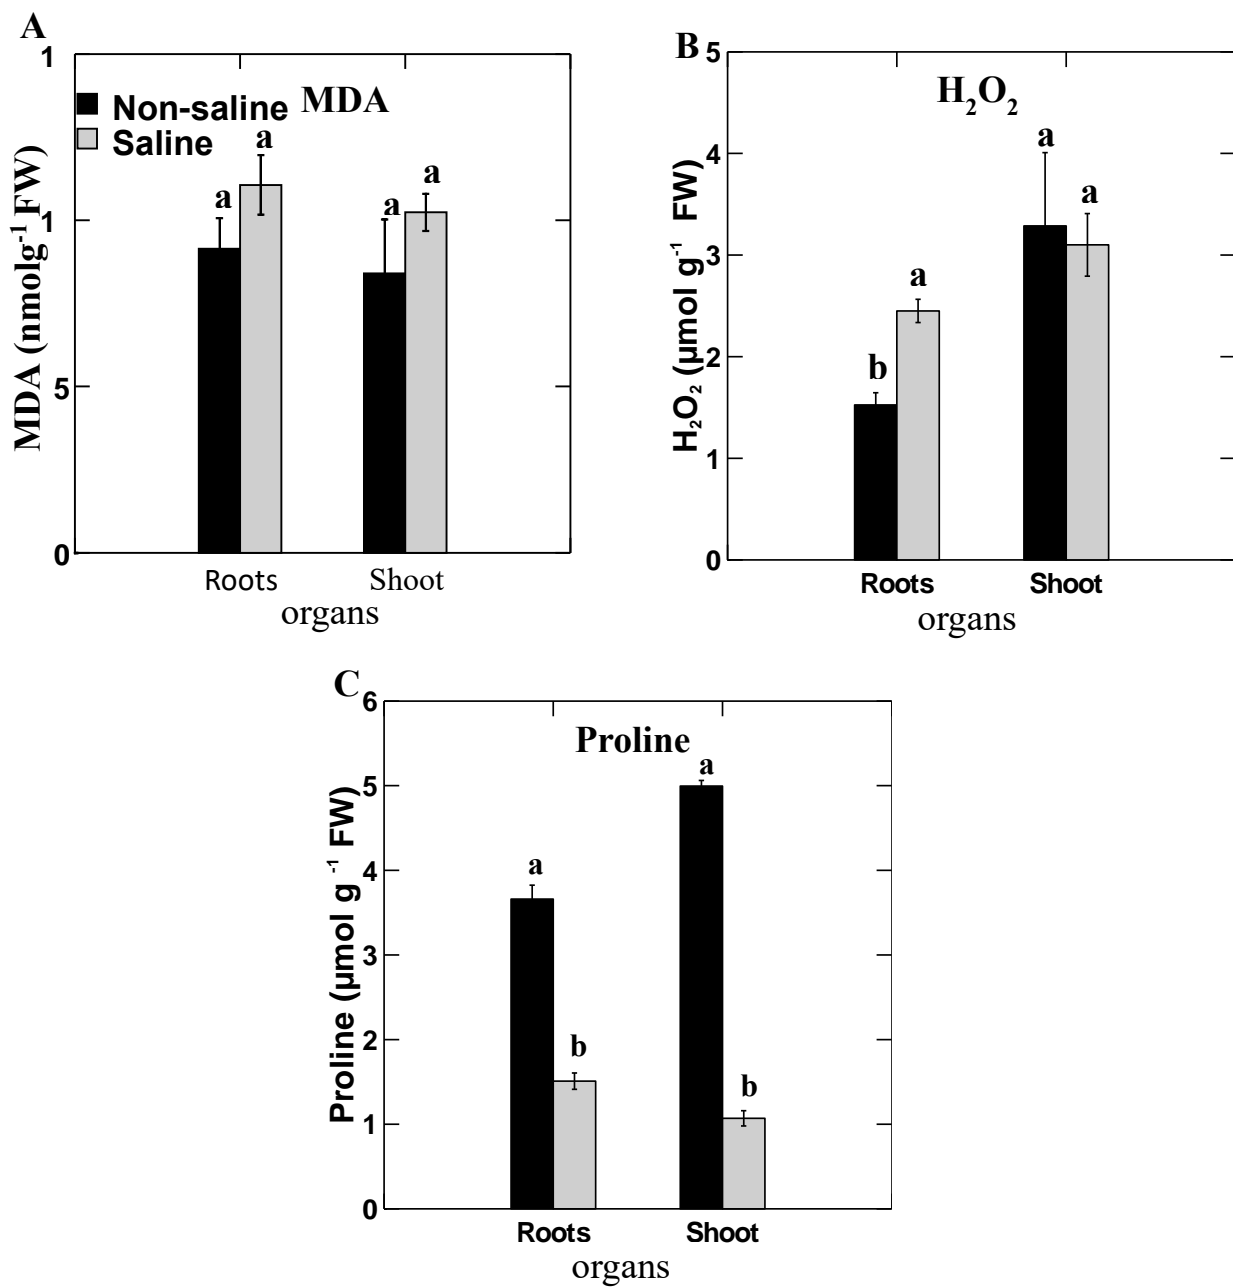 A
1
Non-saline
MDA
Saline
a
a
a
a
1
5
0
MDA (nmolg⁻¹ FW)
Roots
Shoot
organs
B
5
H₂O₂
a
4
a
3
a
b
2
1
0
H₂O₂ (µmol g⁻¹ FW)
Roots
Shoot
organs
C
6
Proline
a
5
a
4
3
2
b
b
1
0
Proline (µmol g ⁻¹ FW)
Roots
Shoot
organs